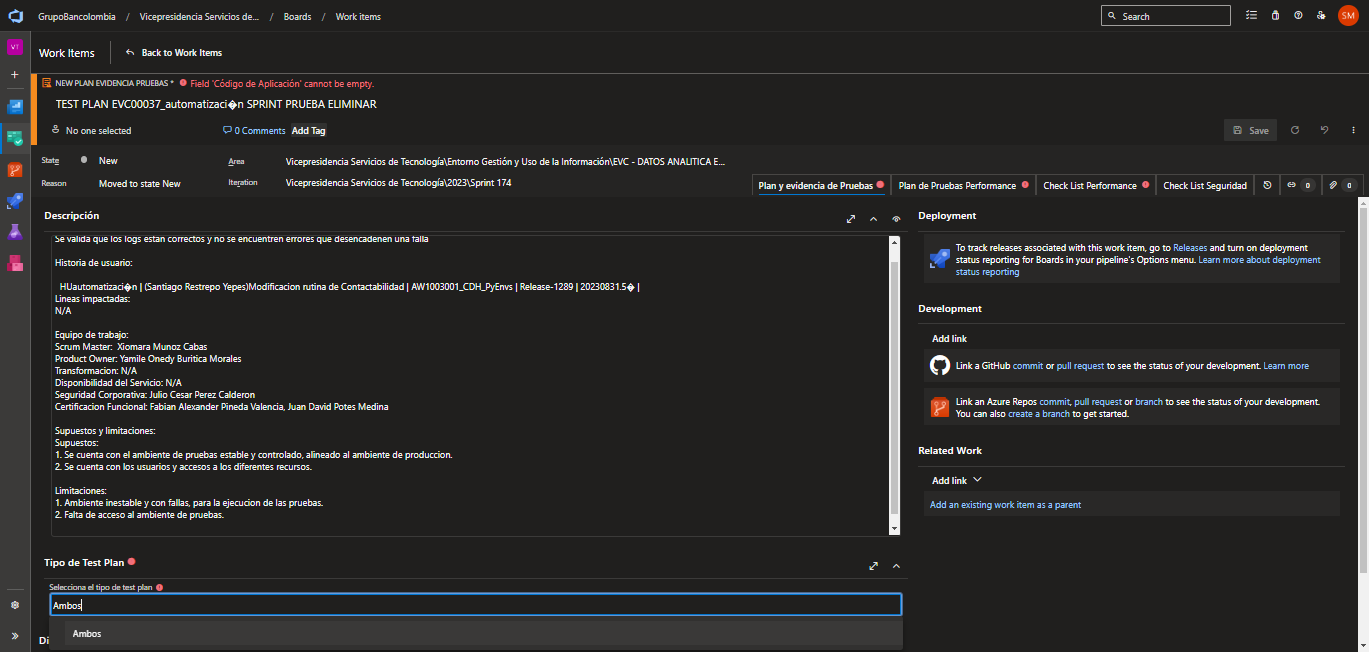 GrupoBancolombia / Vicepresidencia Servicios de... / Boards / Work items
Search
SM
VT
Work Items
Back to Work Items
NEW PLAN EVIDENCIA PRUEBAS * Field 'Código de Aplicación' cannot be empty.
TEST PLAN EVC00037_automatizaci�n SPRINT PRUEBA ELIMINAR
No one selected
0 Comments
Add Tag
Save
State
New
Area
Vicepresidencia Servicios de Tecnología\Entorno Gestión y Uso de la Información\EVC - DATOS ANALITICA E...
Reason
Moved to state New
Iteration
Vicepresidencia Servicios de Tecnología\2023\Sprint 174
Plan y evidencia de Pruebas
Plan de Pruebas Performance
Check List Performance
Check List Seguridad
0
0
Descripción
Se valida que los logs estan correctos y no se encuentren errores que desencadenen una falla
Historia de usuario:
HUautomatizaci�n | (Santiago Restrepo Yepes)Modificacion rutina de Contactabilidad | AW1003001_CDH_PyEnvs | Release-1289 | 20230831.5� |
Lineas impactadas:
N/A
Equipo de trabajo:
Scrum Master: Xiomara Munoz Cabas
Product Owner: Yamile Onedy Buritica Morales
Transformacion: N/A
Disponibilidad del Servicio: N/A
Seguridad Corporativa: Julio Cesar Perez Calderon
Certificacion Funcional: Fabian Alexander Pineda Valencia, Juan David Potes Medina
Supuestos y limitaciones:
Supuestos:
1. Se cuenta con el ambiente de pruebas estable y controlado, alineado al ambiente de produccion.
2. Se cuenta con los usuarios y accesos a los diferentes recursos.
Limitaciones:
1. Ambiente inestable y con fallas, para la ejecucion de las pruebas.
2. Falta de acceso al ambiente de pruebas.
Tipo de Test Plan
Selecciona el tipo de test plan
Ambos
Ambos
Di
Deployment
To track releases associated with this work item, go to Releases and turn on deployment
status reporting for Boards in your pipeline's Options menu. Learn more about deployment
status reporting
Development
Add link
Link a GitHub commit or pull request to see the status of your development. Learn more
Link an Azure Repos commit, pull request or branch to see the status of your development.
You can also create a branch to get started.
Related Work
Add link
Add an existing work item as a parent